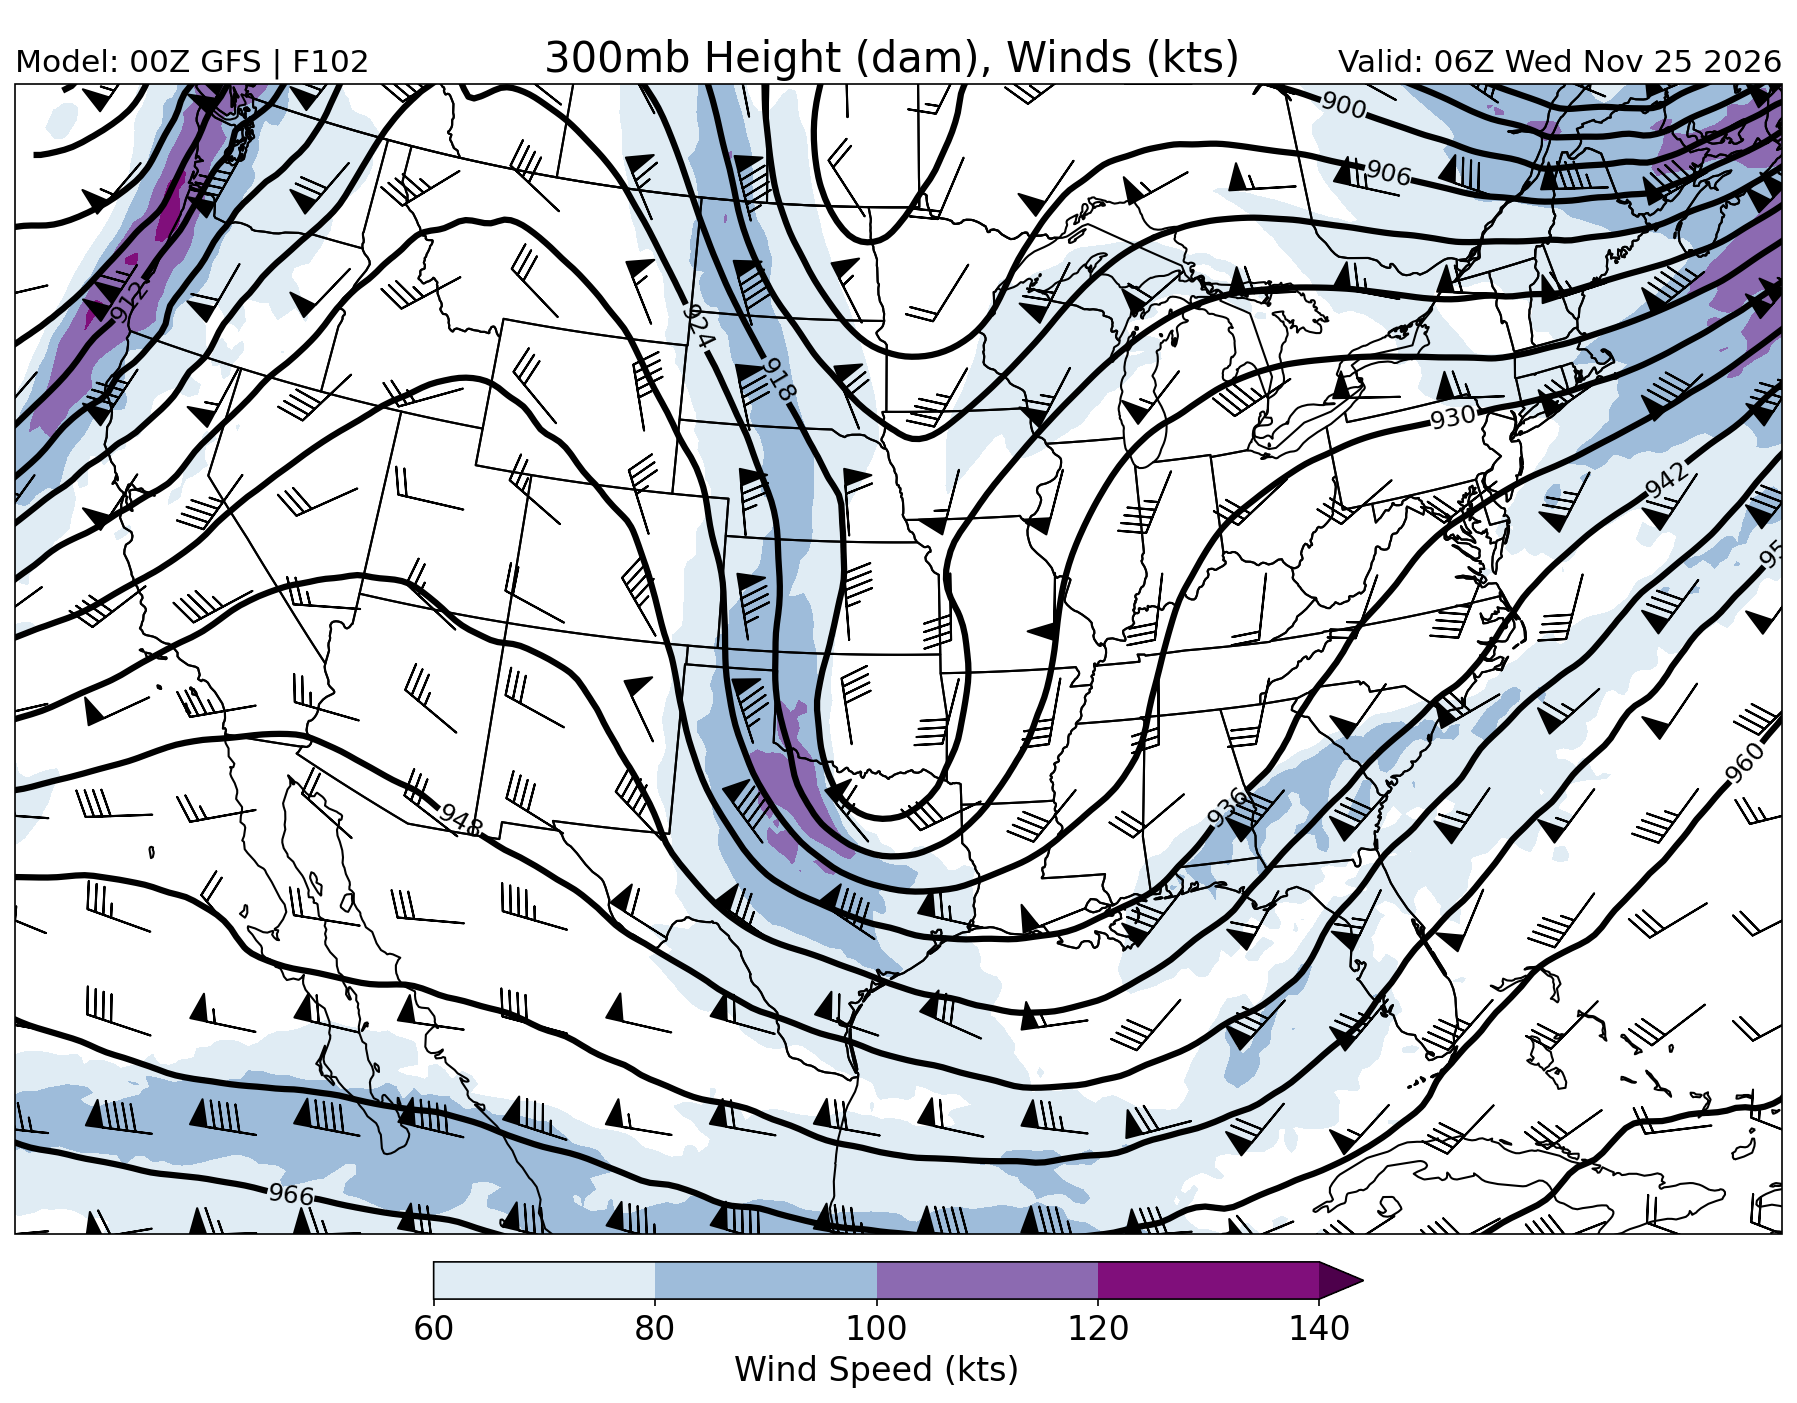 Model: 00Z GFS | F102
300mb Height (dam), Winds (kts)
Valid: 06Z Wed Nov 25 2026
900
906
912
924
918
930
942
95
960
936
948
966
60 80 100 120 140
Wind Speed (kts)